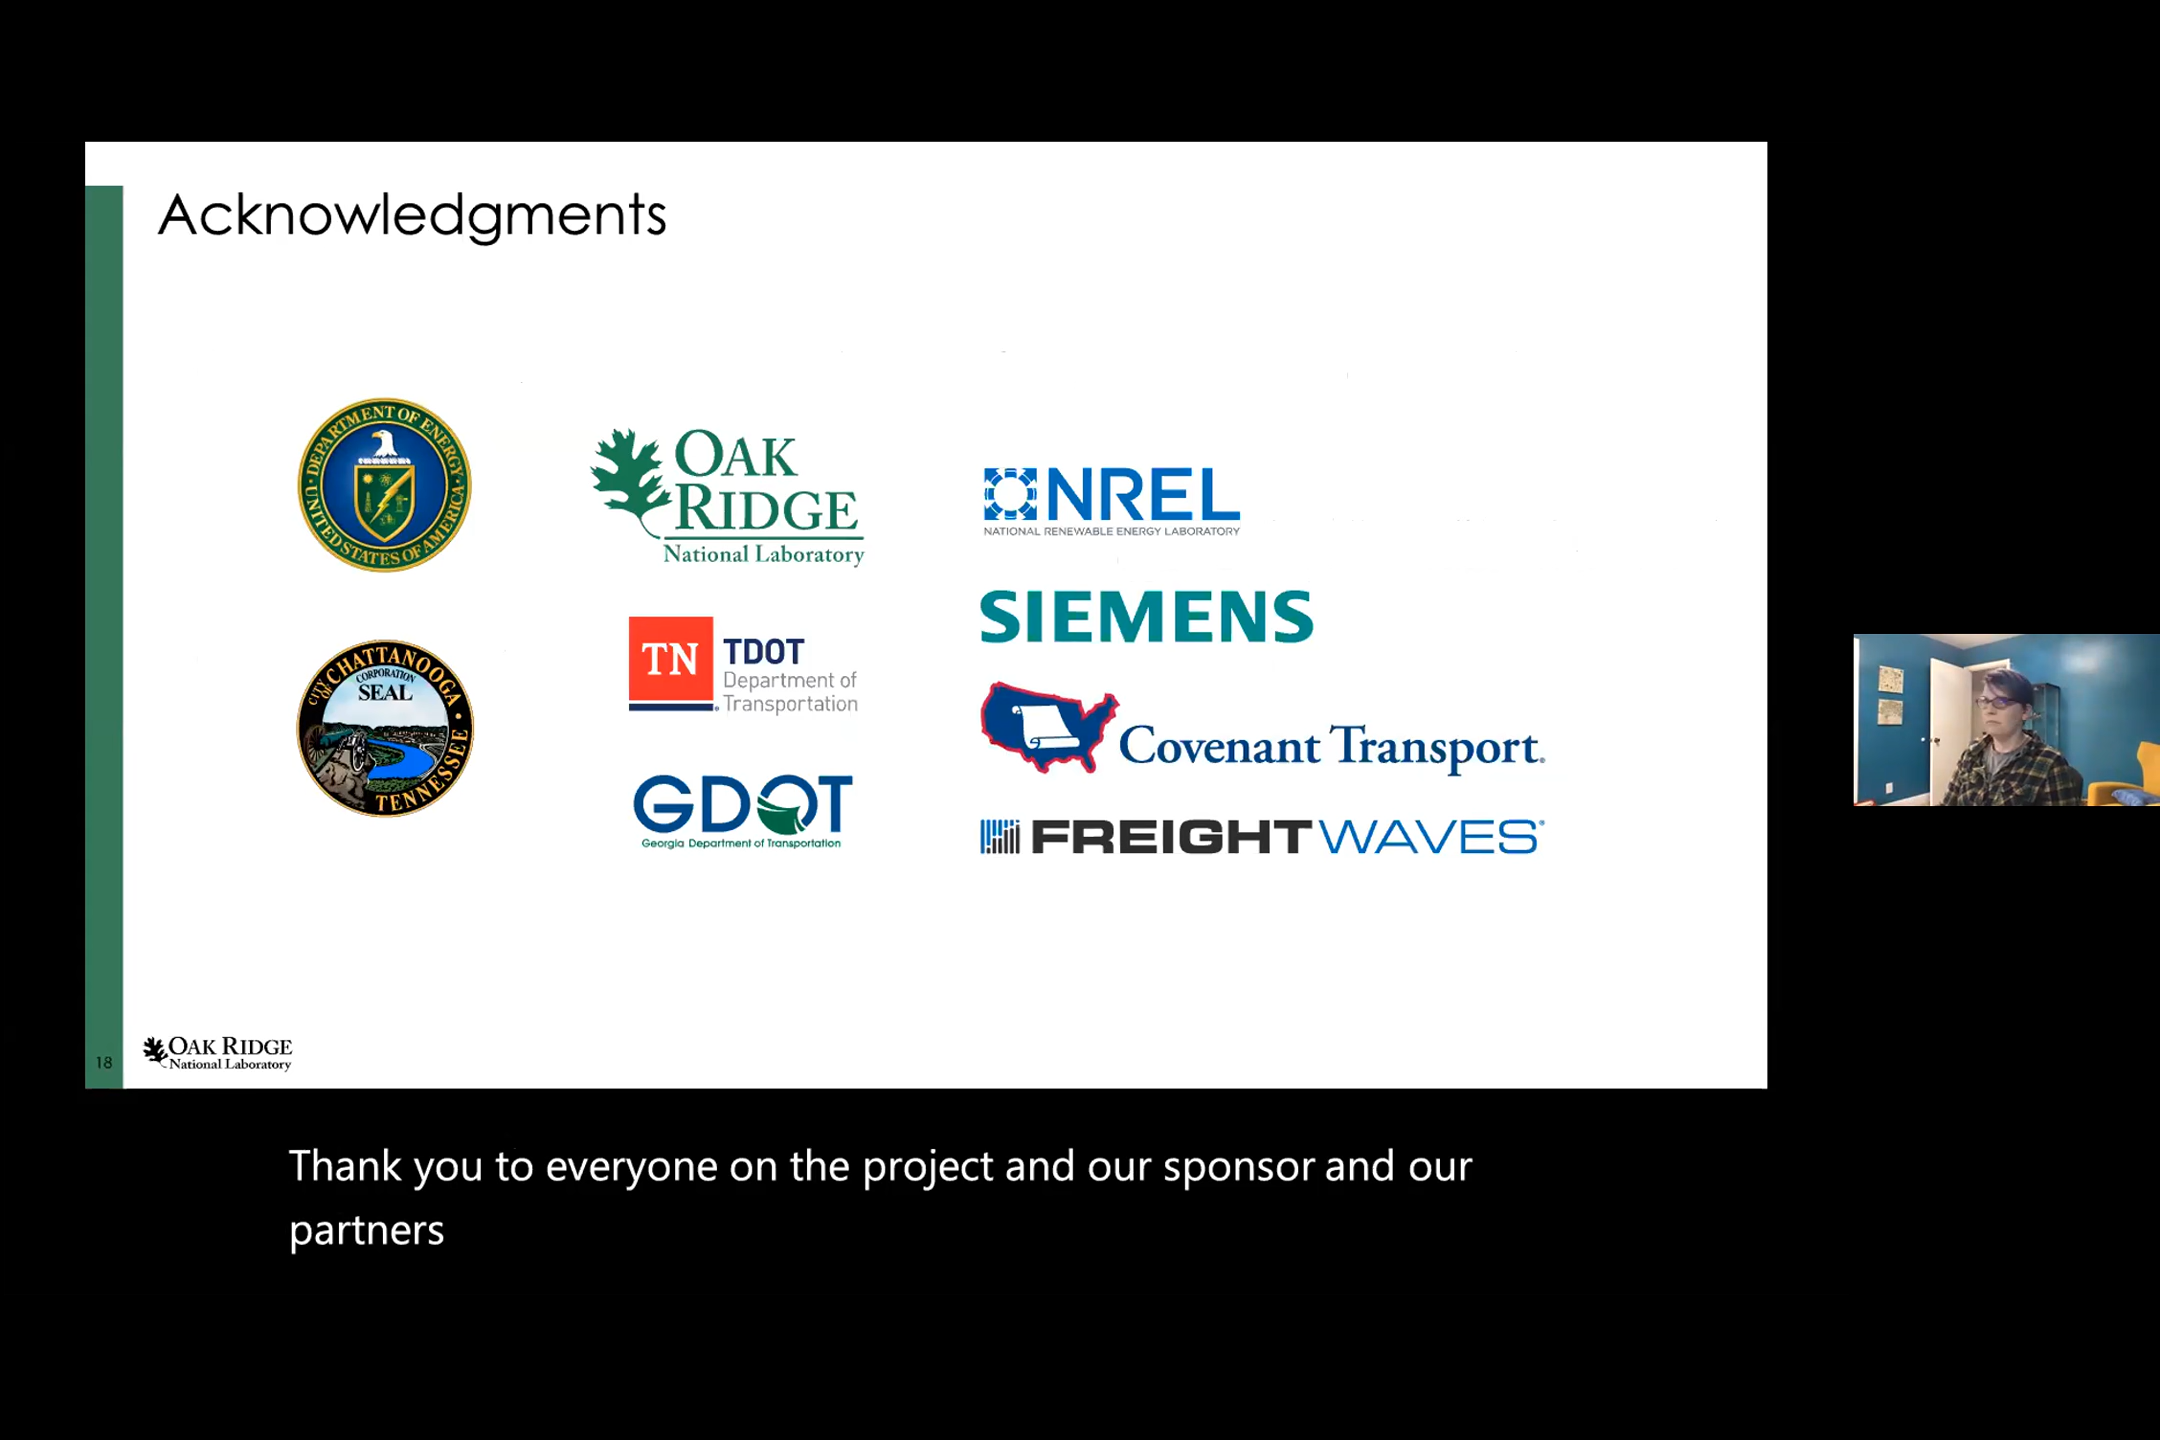 Acknowledgments
DEPARTMENT OF ENERGY
UNITED STATES OF AMERICA
OAK
RIDGE
National Laboratory
NREL
NATIONAL RENEWABLE ENERGY LABORATORY
SIEMENS
CITY OF CHATTANOOGA
CORPORATION
SEAL
TENNESSEE
TN
TDOT
Department of
Transportation
Covenant Transport.
GDOT
Georgia Department of Transportation
FREIGHTWAVES
18
OAK RIDGE
National Laboratory
Thank you to everyone on the project and our sponsor and our
partners